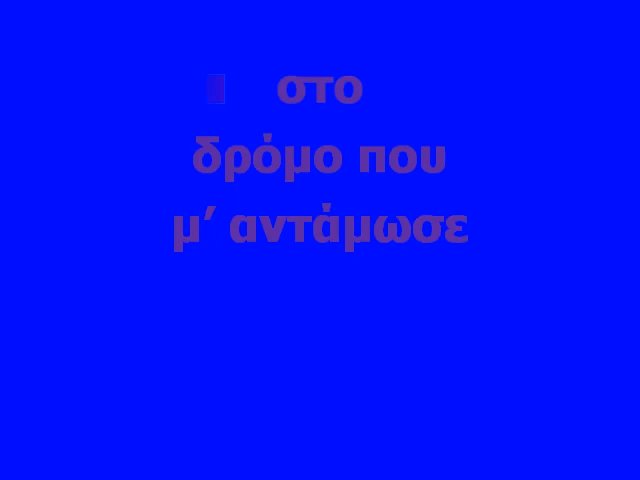 στο
δρόμο που
μ’ αντάμωσε